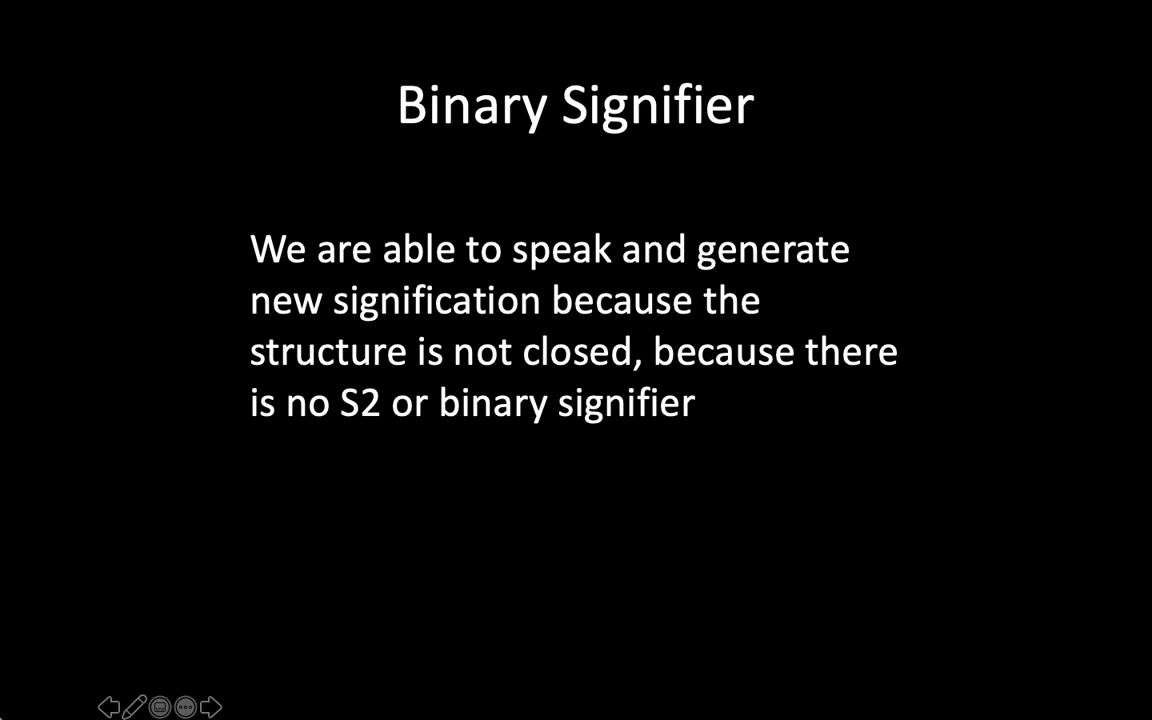 Binary Signifier
We are able to speak and generate
new signification because the
structure is not closed, because there
is no S2 or binary signifier